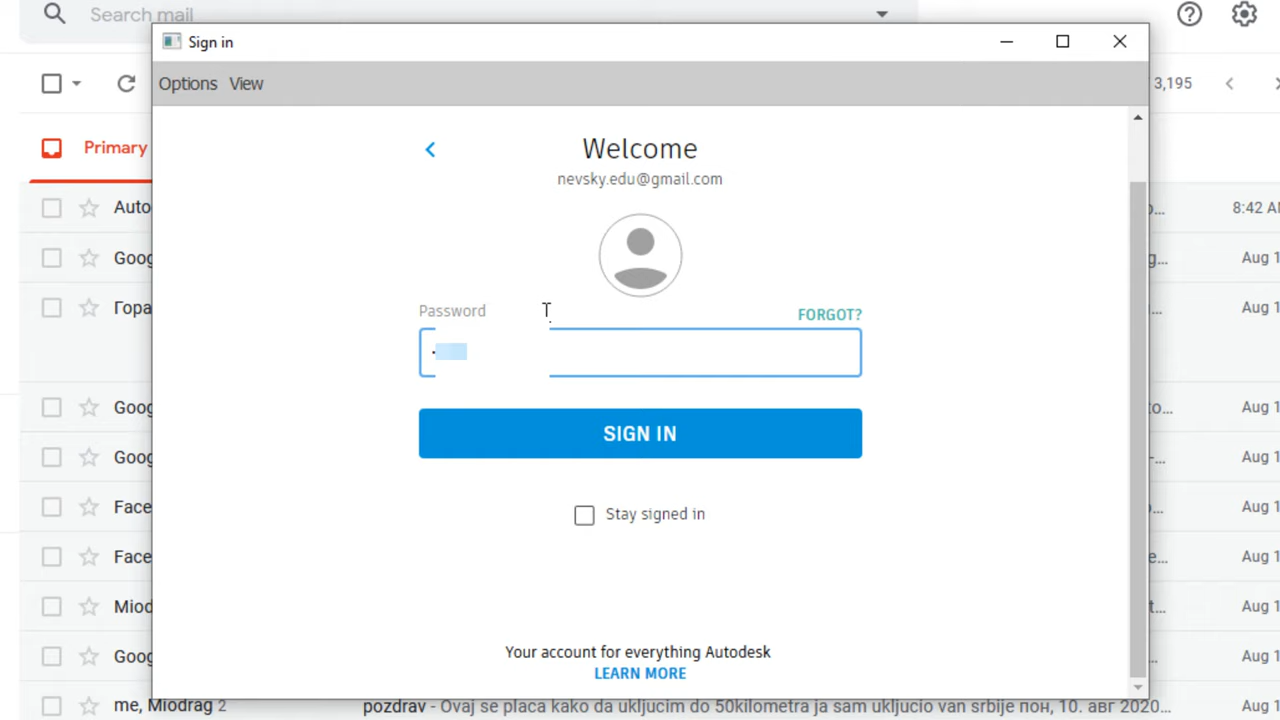 Search mail
Sign in
Options View
3,195
Welcome
nevsky.edu@gmail.com
Primary
Auto
8:42 AM
Goog
Aug 1
Гора
Aug 1
Password
FORGOT?
SIGN IN
Goog
to...
Aug 1
Goog
Aug 1
Face
Aug 1
Stay signed in
Face
Aug 1
Miod
Aug 1
Your account for everything Autodesk
LEARN MORE
Goog
Aug 1
me, Miodrag 2
pozdrav - Ovaj se placa kako da ukljucim do 50kilometra ja sam ukljucio van srbije пон, 10. авг 2020...
Aug 1